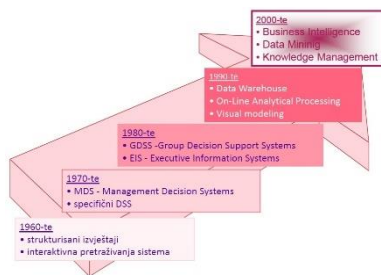 2000-te
• Business Intelligence
• Data Mininig
• Knowledge Management
1990-te
• Data Warehouse
• On-Line Analytical Processing
• Visual modeling
1980-te
• GDSS -Group Decision Support Systems
• EIS - Executive Information Systems
1970-te
• MDS - Management Decision Systems
• specifični DSS
1960-te
• strukturisani izvještaji
• interaktivna pretraživanja sistema